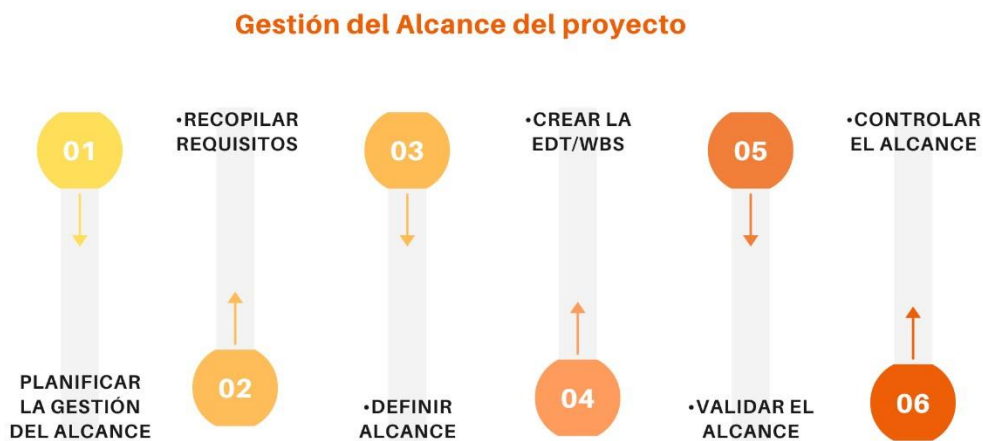 Gestión del Alcance del proyecto
01
PLANIFICAR
LA GESTIÓN
DEL ALCANCE
•RECOPILAR
REQUISITOS
02
03
•DEFINIR
ALCANCE
•CREAR LA
EDT/WBS
04
05
•VALIDAR EL
ALCANCE
•CONTROLAR
EL ALCANCE
06